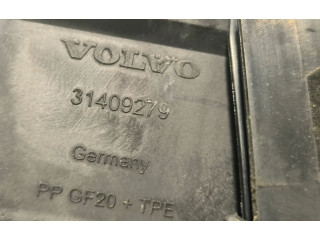 VOLVO
31409279
Germany
PP GF20 + TPE